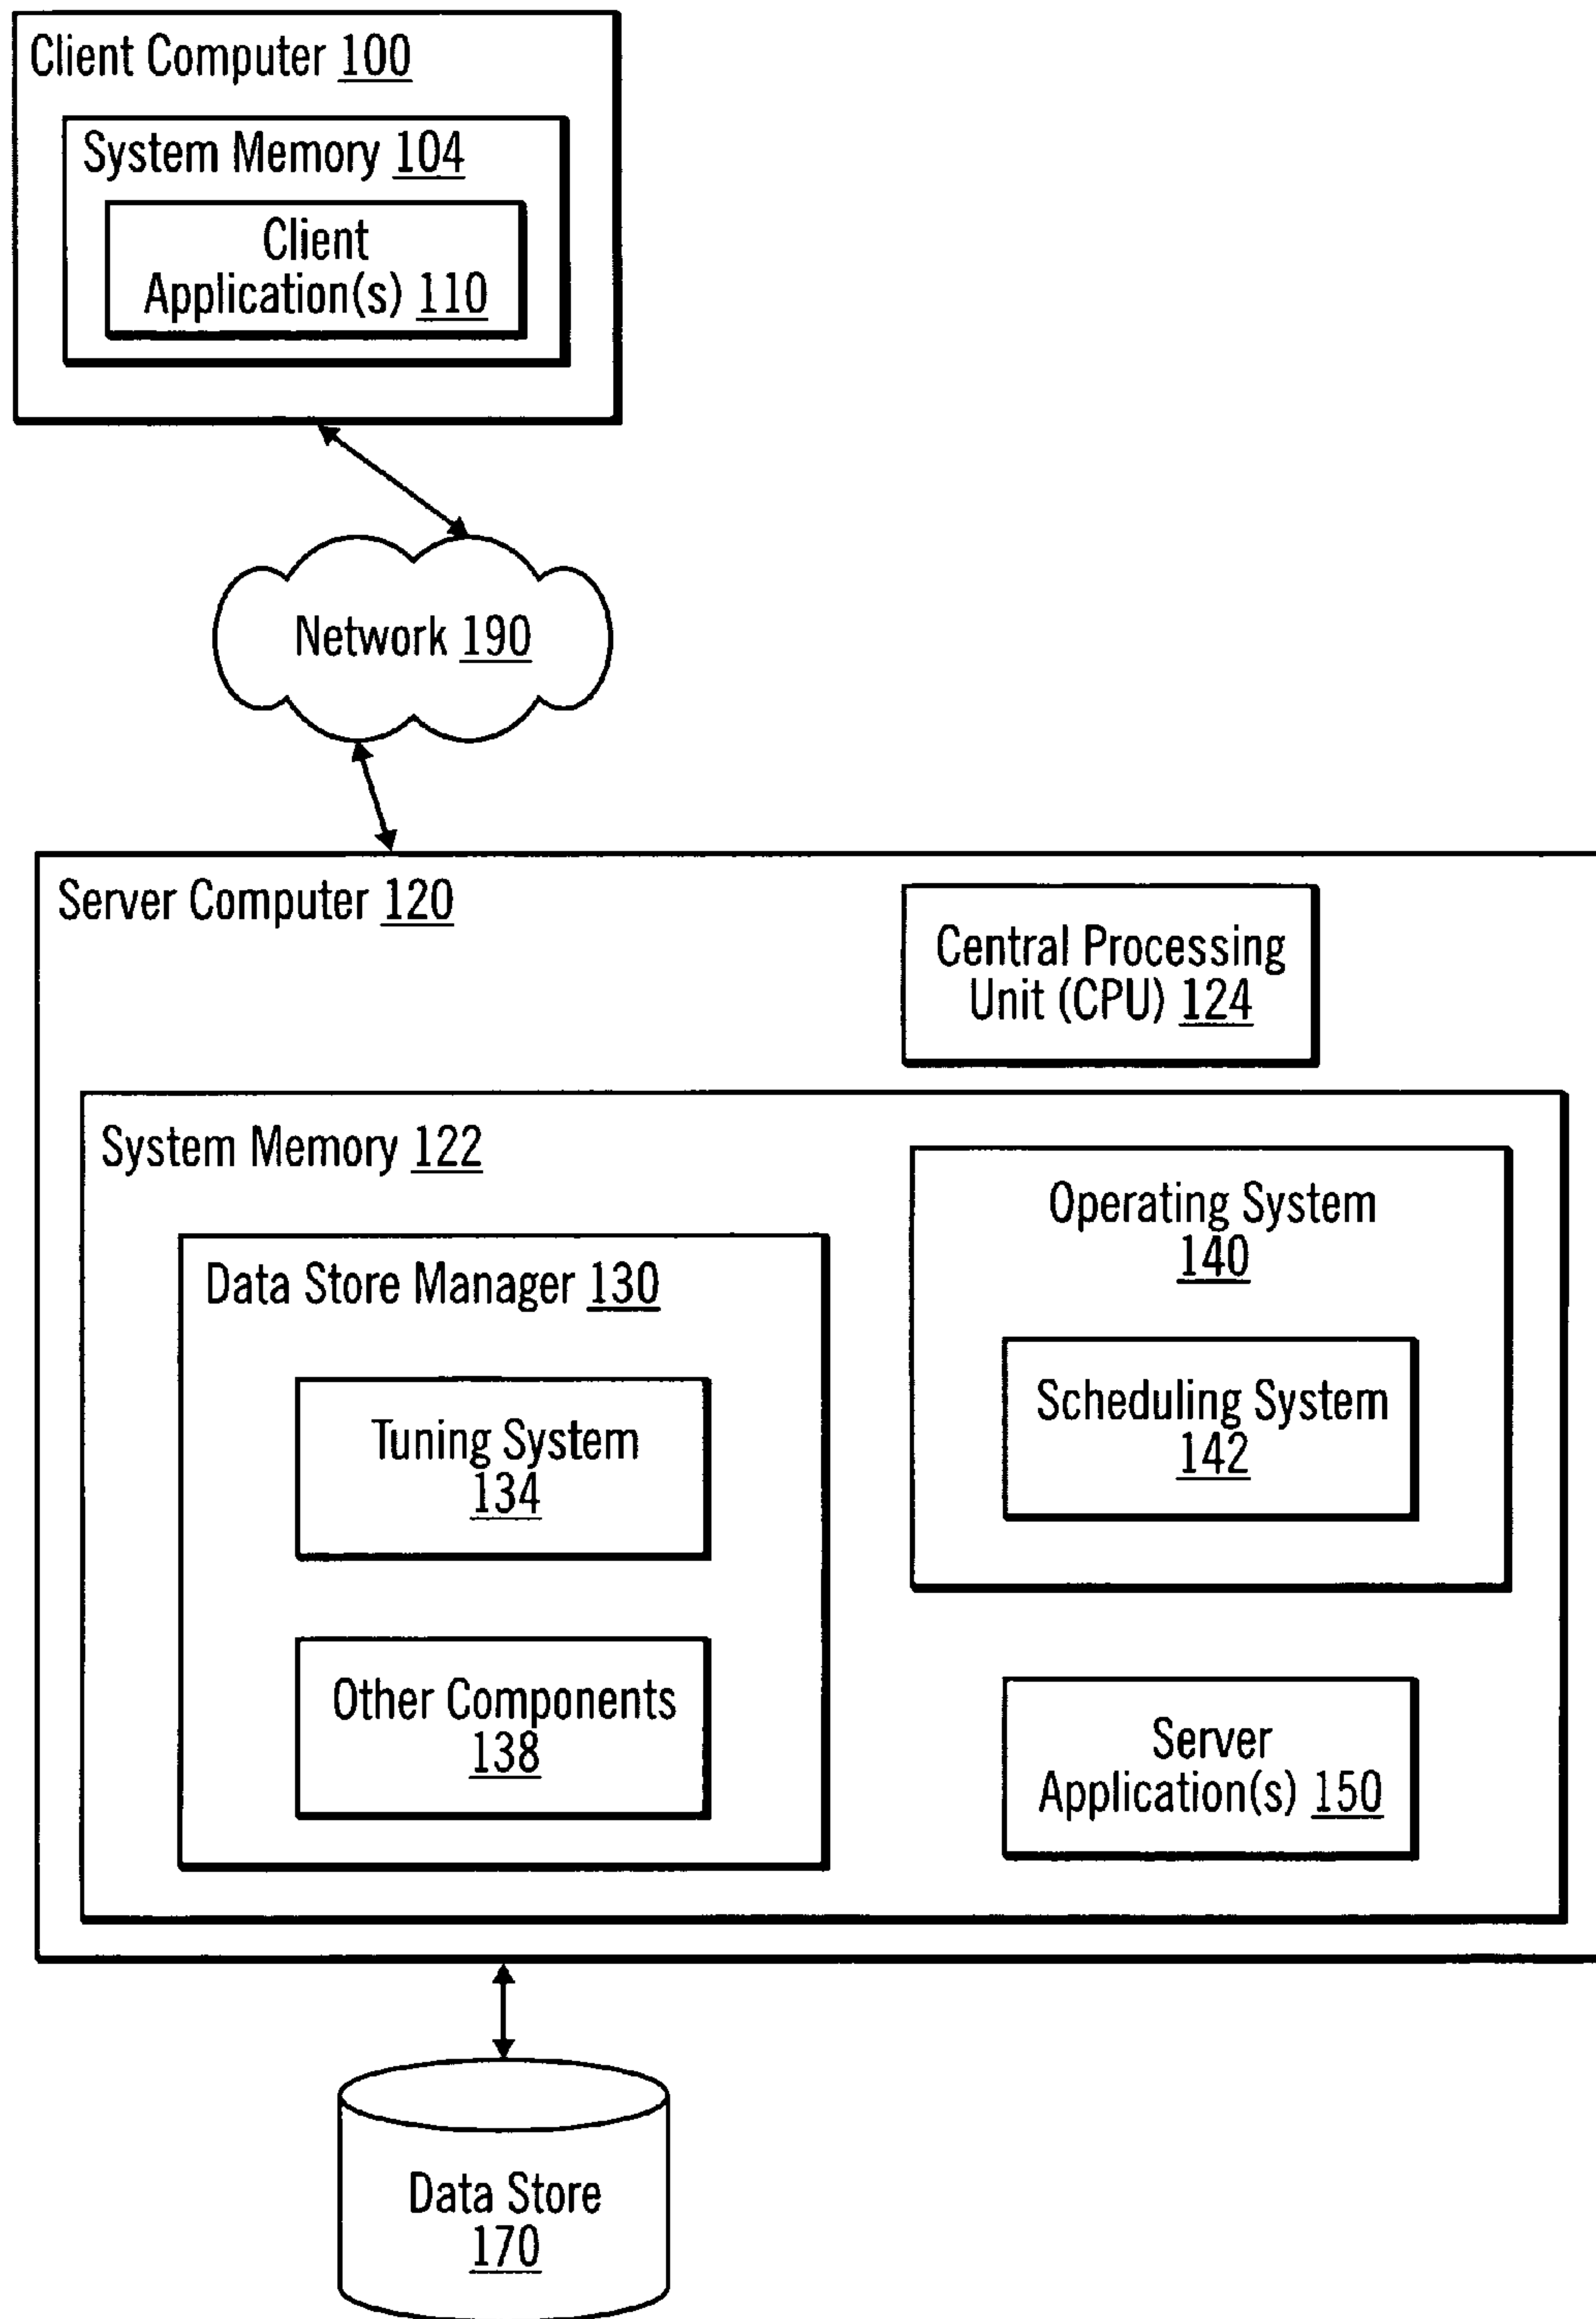 Client Computer 100
System Memory 104
Client
Application(s) 110
Network 190
Server Computer 120
Central Processing
Unit (CPU) 124
System Memory 122
Data Store Manager 130
Tuning System
134
Other Components
138
Operating System
140
Scheduling System
142
Server
Application(s) 150
Data Store
170